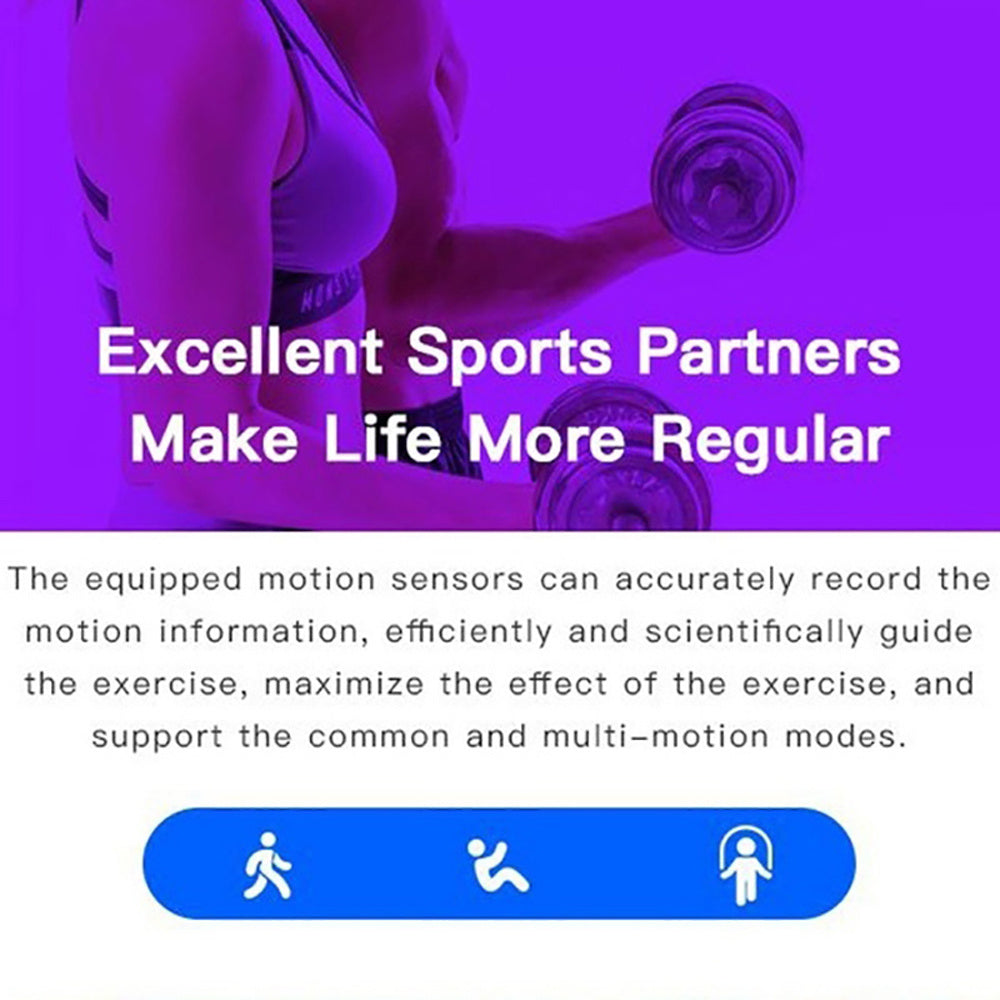 Excellent Sports Partners
Make Life More Regular
The equipped motion sensors can accurately record the
motion information, efficiently and scientifically guide
the exercise, maximize the effect of the exercise, and
support the common and multi–motion modes.